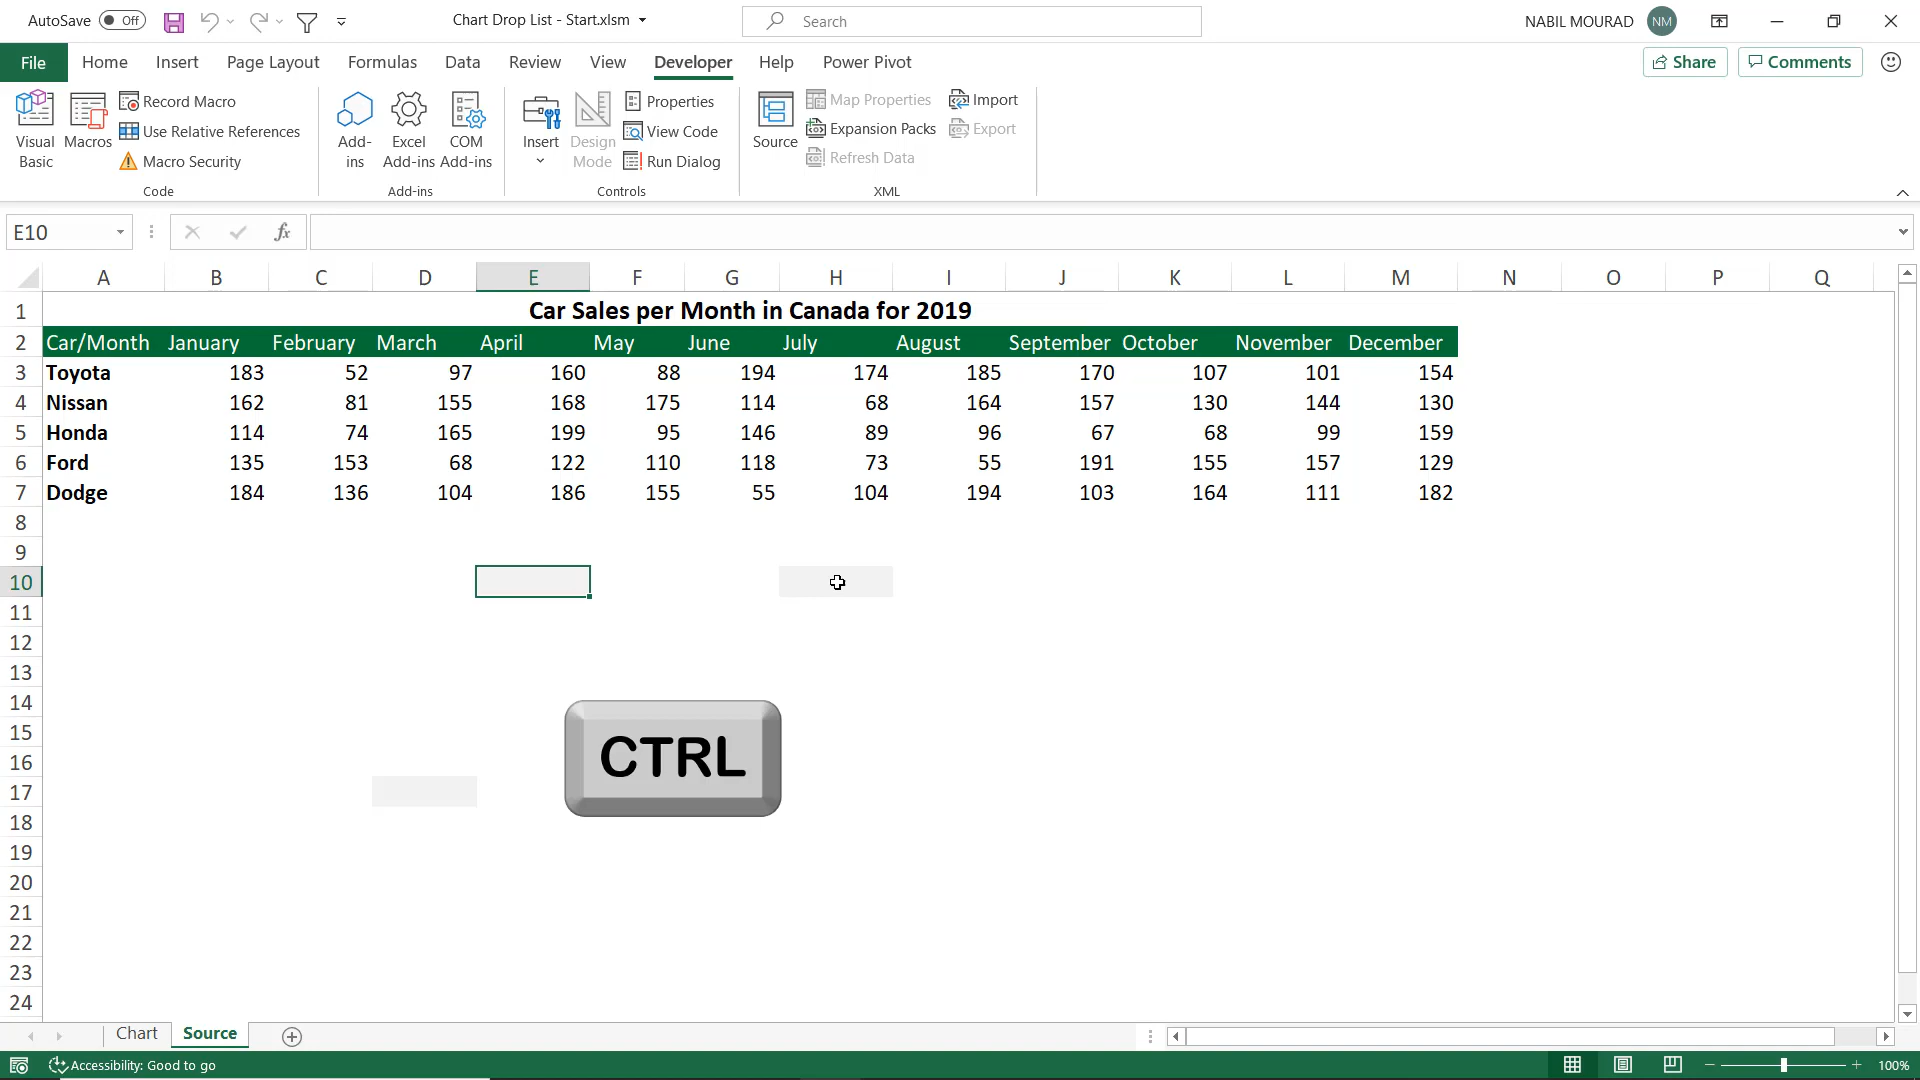 AutoSave Off Chart Drop List - Start.xlsm Search NABIL MOURAD NM
File Home Insert Page Layout Formulas Data Review View Developer Help Power Pivot Share Comments
Visual Basic
Macros
Record Macro
Use Relative References
Macro Security
Code
Add-ins
Excel Add-ins
COM Add-ins
Add-ins
Insert
Design Mode
Properties
View Code
Run Dialog
Controls
Source
Map Properties
Expansion Packs
Refresh Data
Import
Export
XML
E10 fx
A B C D E F G H I J K L M N O P Q
1 Car Sales per Month in Canada for 2019
2 Car/Month January February March April May June July August September October November December
3 Toyota 183 52 97 160 88 194 174 185 170 107 101 154
4 Nissan 162 81 155 168 175 114 68 164 157 130 144 130
5 Honda 114 74 165 199 95 146 89 96 67 68 99 159
6 Ford 135 153 68 122 110 118 73 55 191 155 157 129
7 Dodge 184 136 104 186 155 55 104 194 103 164 111 182
8
9
10
11
12
13
14
15
CTRL
16
17
18
19
20
21
22
23
24
Chart Source
Accessibility: Good to go 100%